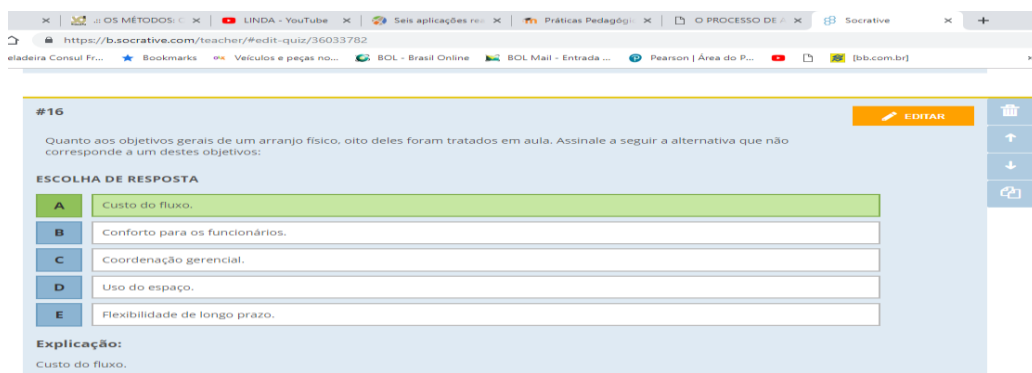 .:: OS MÉTODOS: C
LINDA - YouTube
Seis aplicações re
Práticas Pedagógic
O PROCESSO DE A
Socrative
https://b.socrative.com/teacher/#edit-quiz/36033782
eladeira Consul Fr...
Bookmarks
Veículos e peças no...
BOL - Brasil Online
BOL Mail - Entrada ...
Pearson | Área do P...
[bb.com.br]
#16
EDITAR
Quanto aos objetivos gerais de um arranjo físico, oito deles foram tratados em aula. Assinale a seguir a alternativa que não
corresponde a um destes objetivos:
ESCOLHA DE RESPOSTA
A Custo do fluxo.
B Conforto para os funcionários.
C Coordenação gerencial.
D Uso do espaço.
E Flexibilidade de longo prazo.
Explicação:
Custo do fluxo.